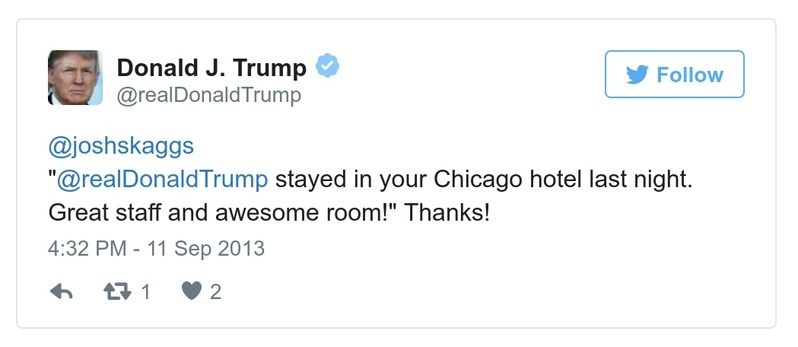 Donald J. Trump
@realDonaldTrump
Follow
@joshskaggs
"@realDonaldTrump stayed in your Chicago hotel last night.
Great staff and awesome room!" Thanks!
4:32 PM - 11 Sep 2013
1 2